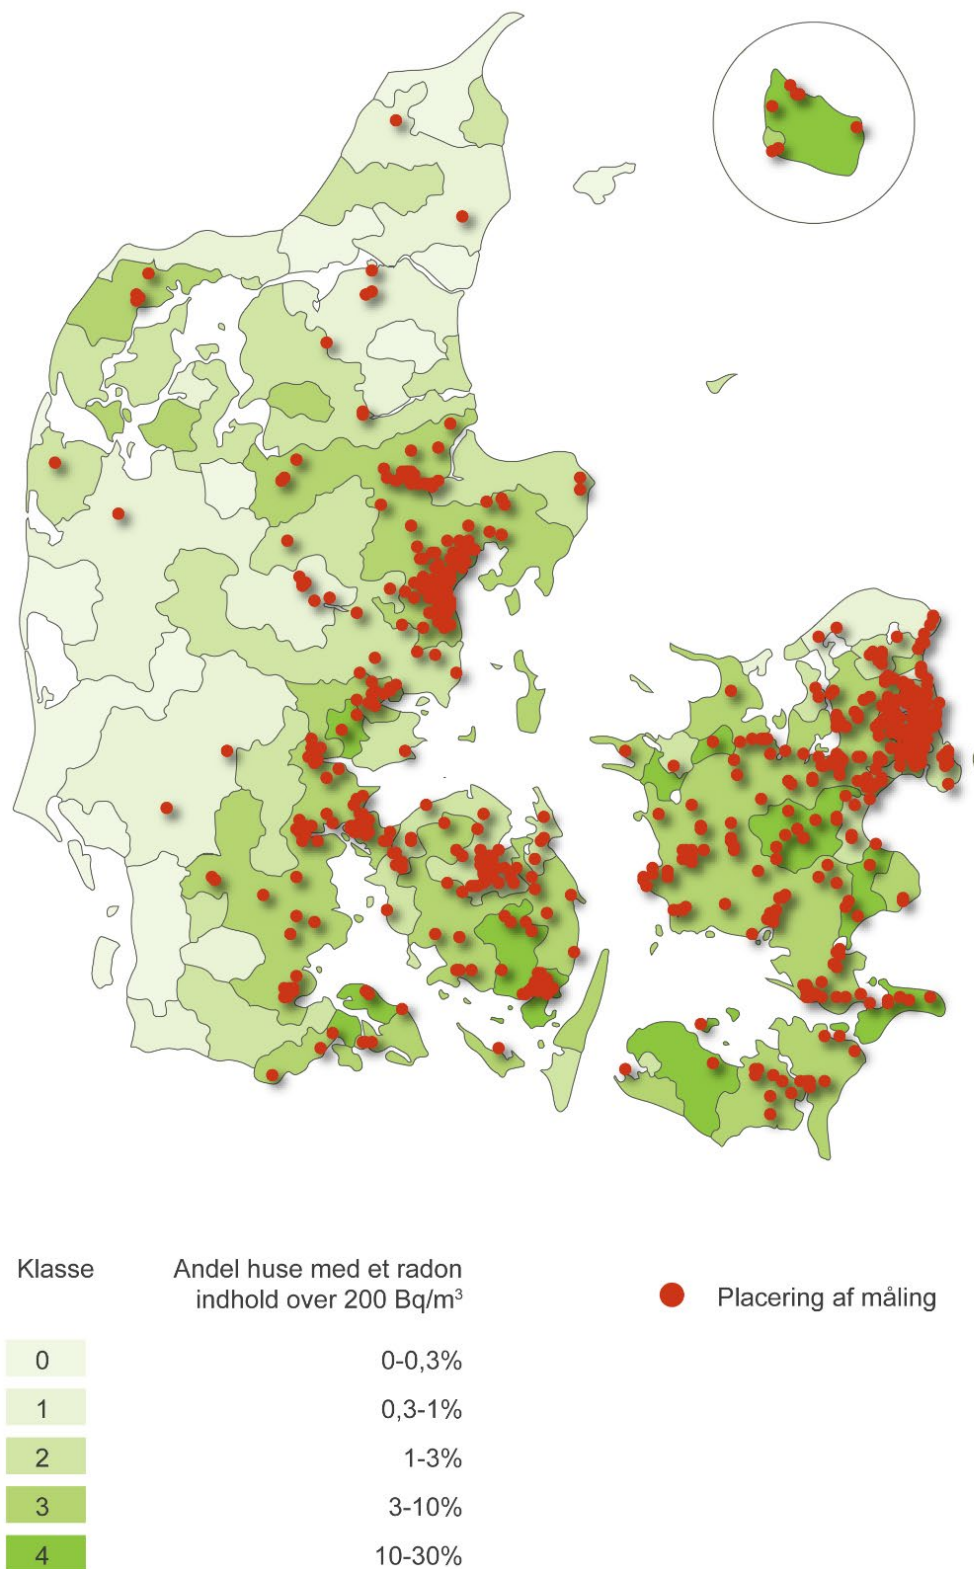 Klasse
Andel huse med et radon
indhold over 200 Bq/m³
Placering af måling
0 0-0,3%
1 0,3-1%
2 1-3%
3 3-10%
4 10-30%